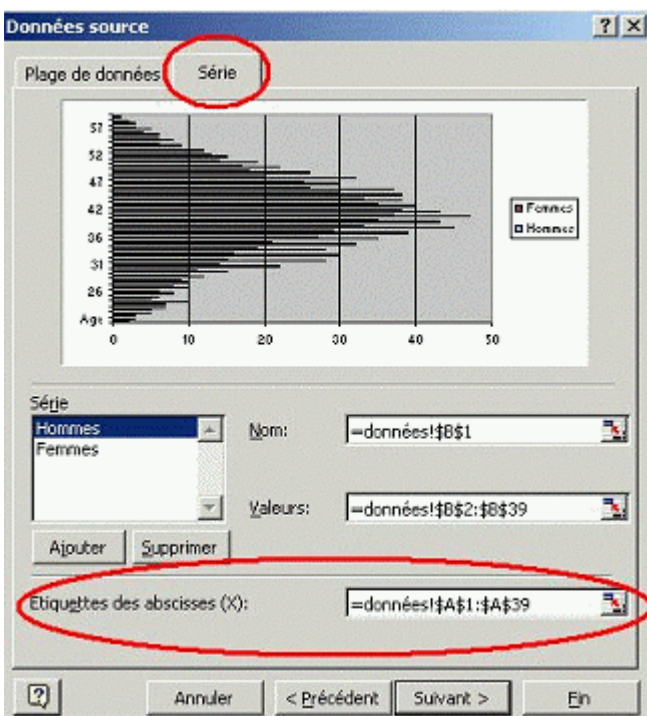 Données source
Plage de données
Série
57
52
47
42
36
31
26
Age
0 10 20 30 40 50
Femmes
Hommes
Série
Hommes
Femmes
Nom:
=données!$B$1
Valeurs:
=données!$B$2:$B$39
Ajouter
Supprimer
Etiquettes des abscisses (X):
=données!$A$1:$A$39
Annuler
< Précédent
Suivant >
Fin